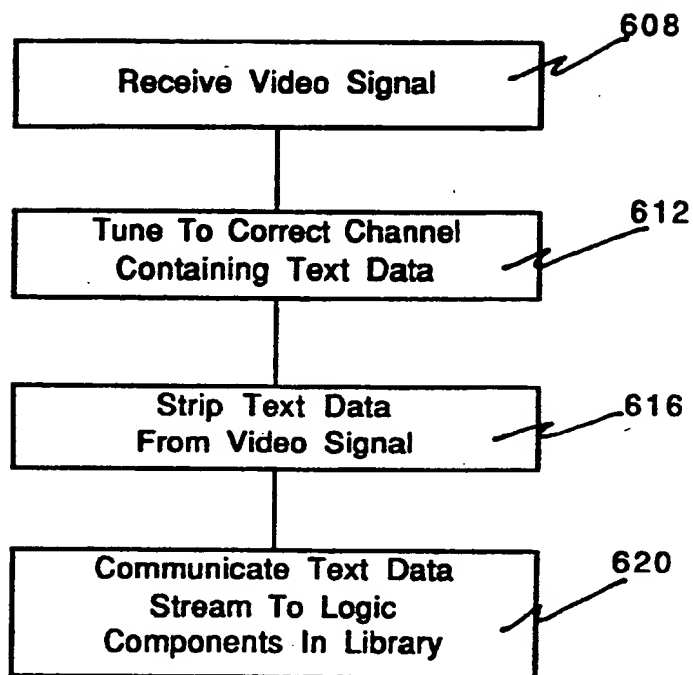 608
Receive Video Signal
612
Tune To Correct Channel
Containing Text Data
616
Strip Text Data
From Video Signal
620
Communicate Text Data
Stream To Logic
Components In Library